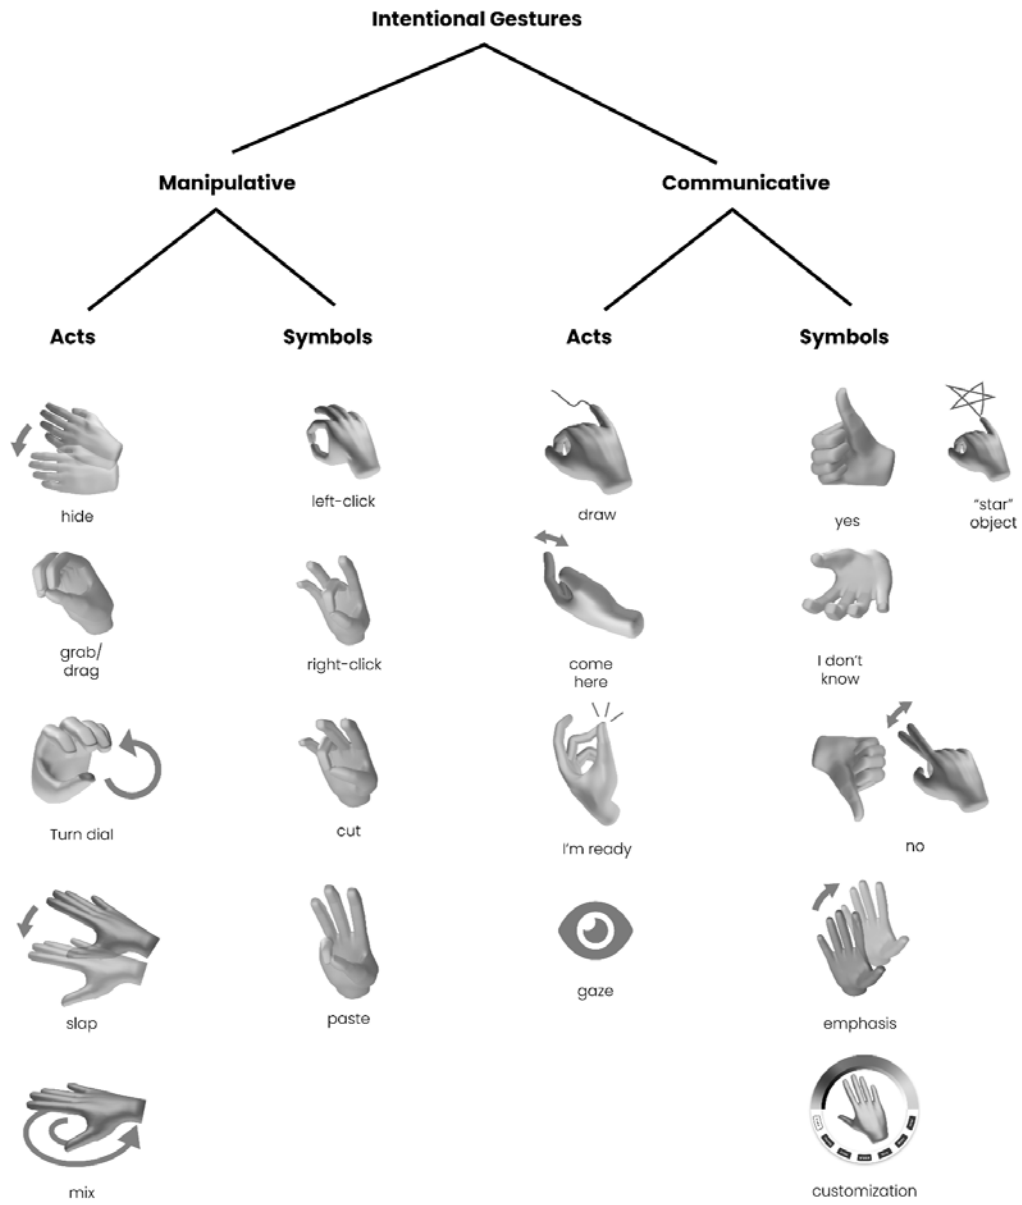 Intentional Gestures
Manipulative
Communicative
Acts
Symbols
Acts
Symbols
hide
left-click
draw
yes
"star"
object
grab/
drag
right-click
come
here
I don't
know
Turn dial
cut
I'm ready
no
slap
paste
gaze
emphasis
mix
customization